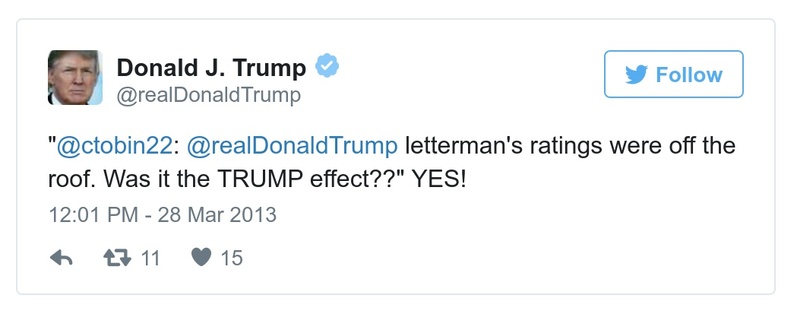 Donald J. Trump
@realDonaldTrump
Follow
"@ctobin22: @realDonaldTrump letterman's ratings were off the
roof. Was it the TRUMP effect??" YES!
12:01 PM - 28 Mar 2013
11 15